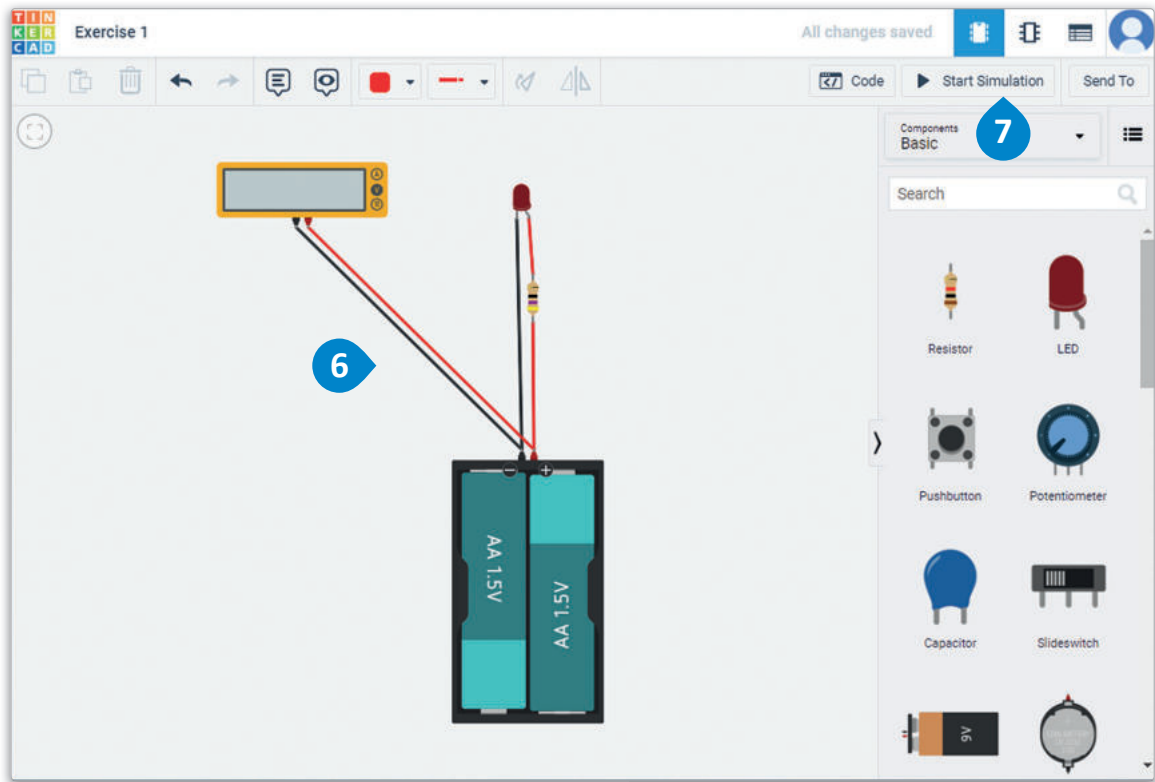 TIN
KER
CAD
Exercise 1
All changes saved
Code
Start Simulation
Send To
7
Components
Basic
Search
A
V
R
Resistor
LED
6
Pushbutton
Potentiometer
AA 1.5V
AA 1.5V
Capacitor
Slideswitch
9V